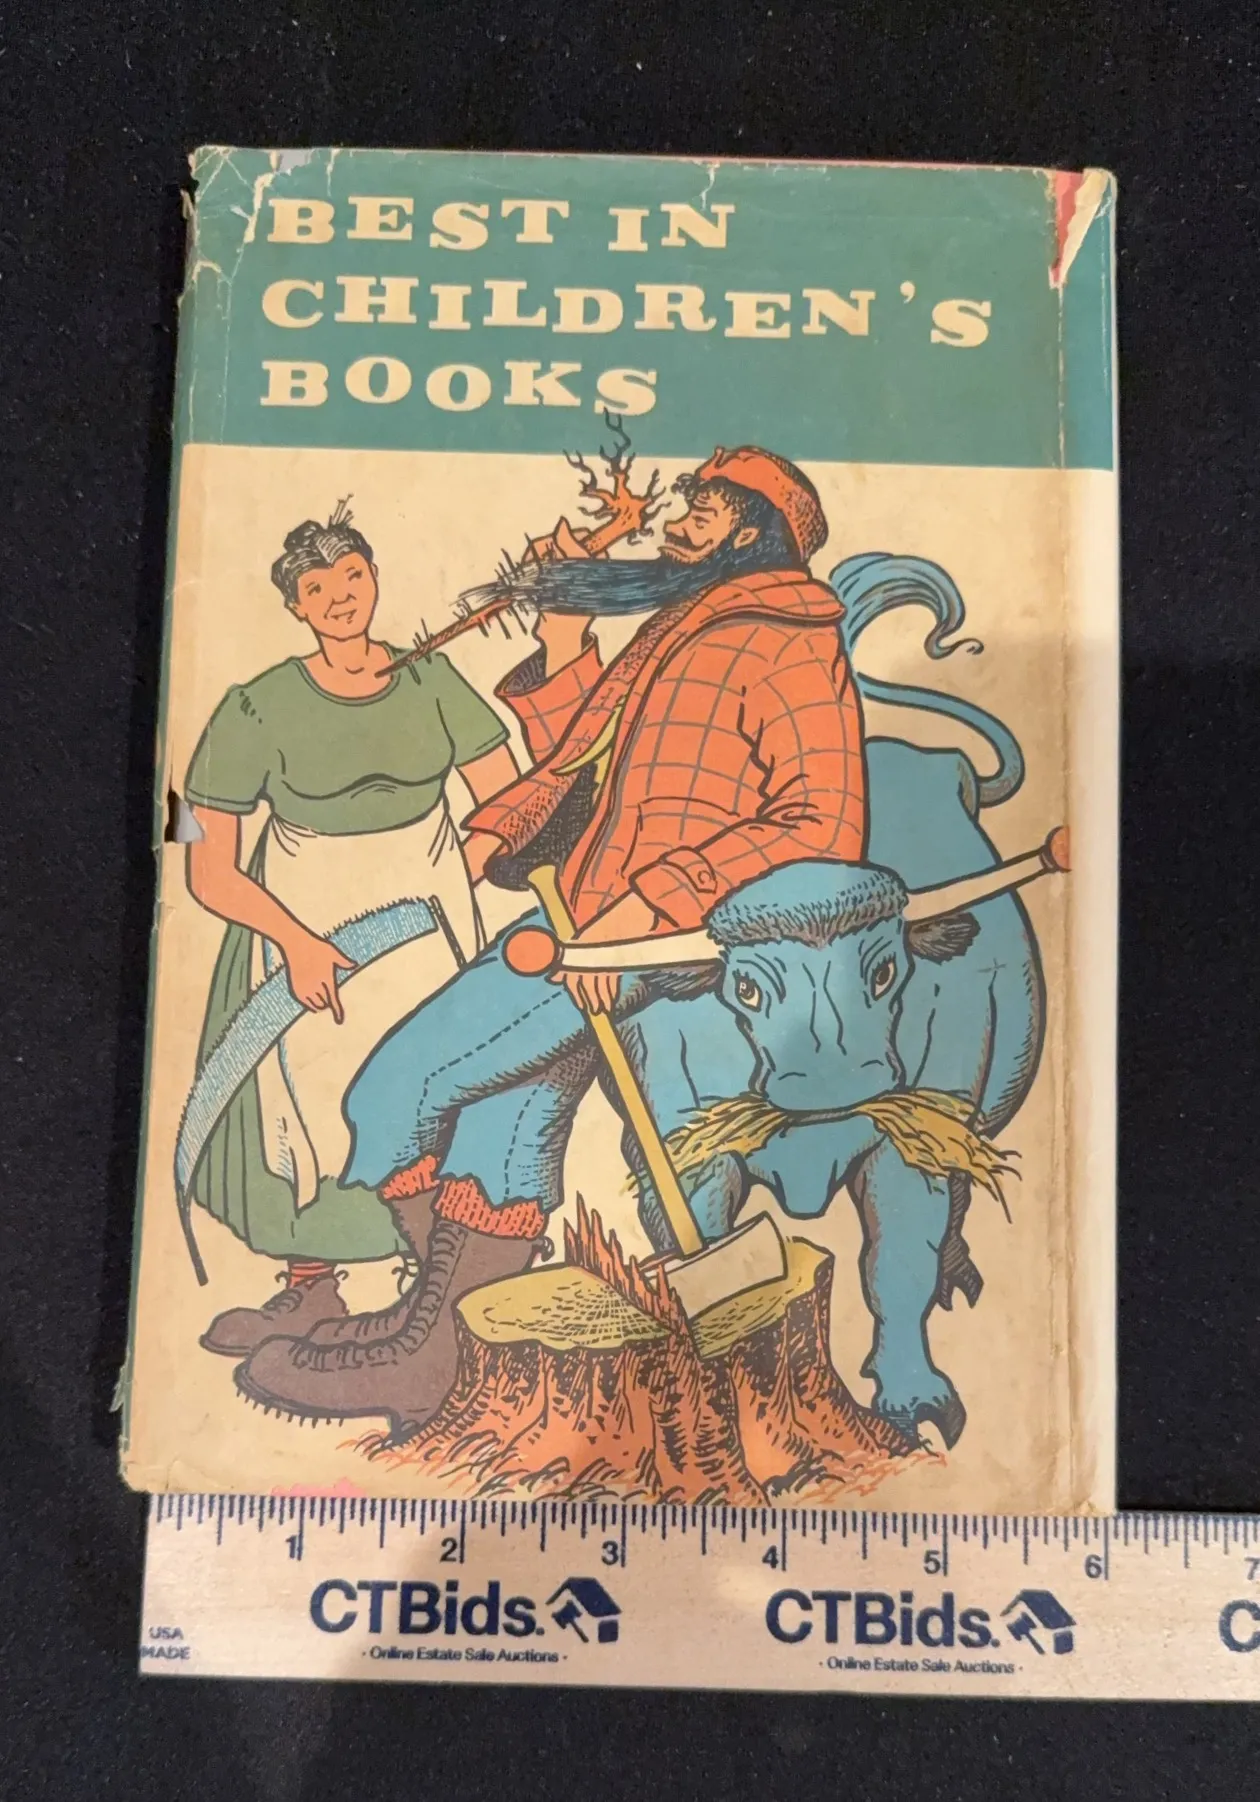 BEST IN
CHILDREN'S
BOOKS
1 2 3 4 5 6 7
CTBids. CTBids. C
USA
MADE
· Online Estate Sale Auctions · · Online Estate Sale Auctions ·